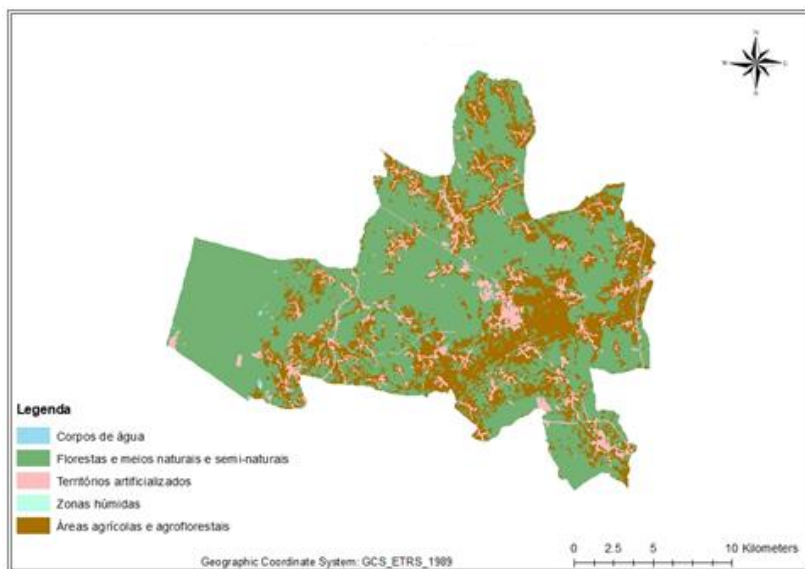 N
S
Legenda
Corpos de água
Florestas e meios naturais e semi-naturais
Territórios artificializados
Zonas húmidas
Áreas agrícolas e agroflorestais
Geographic Coordinate System: GCS_ETRS_1989
0 2.5 5 10 Kilometers